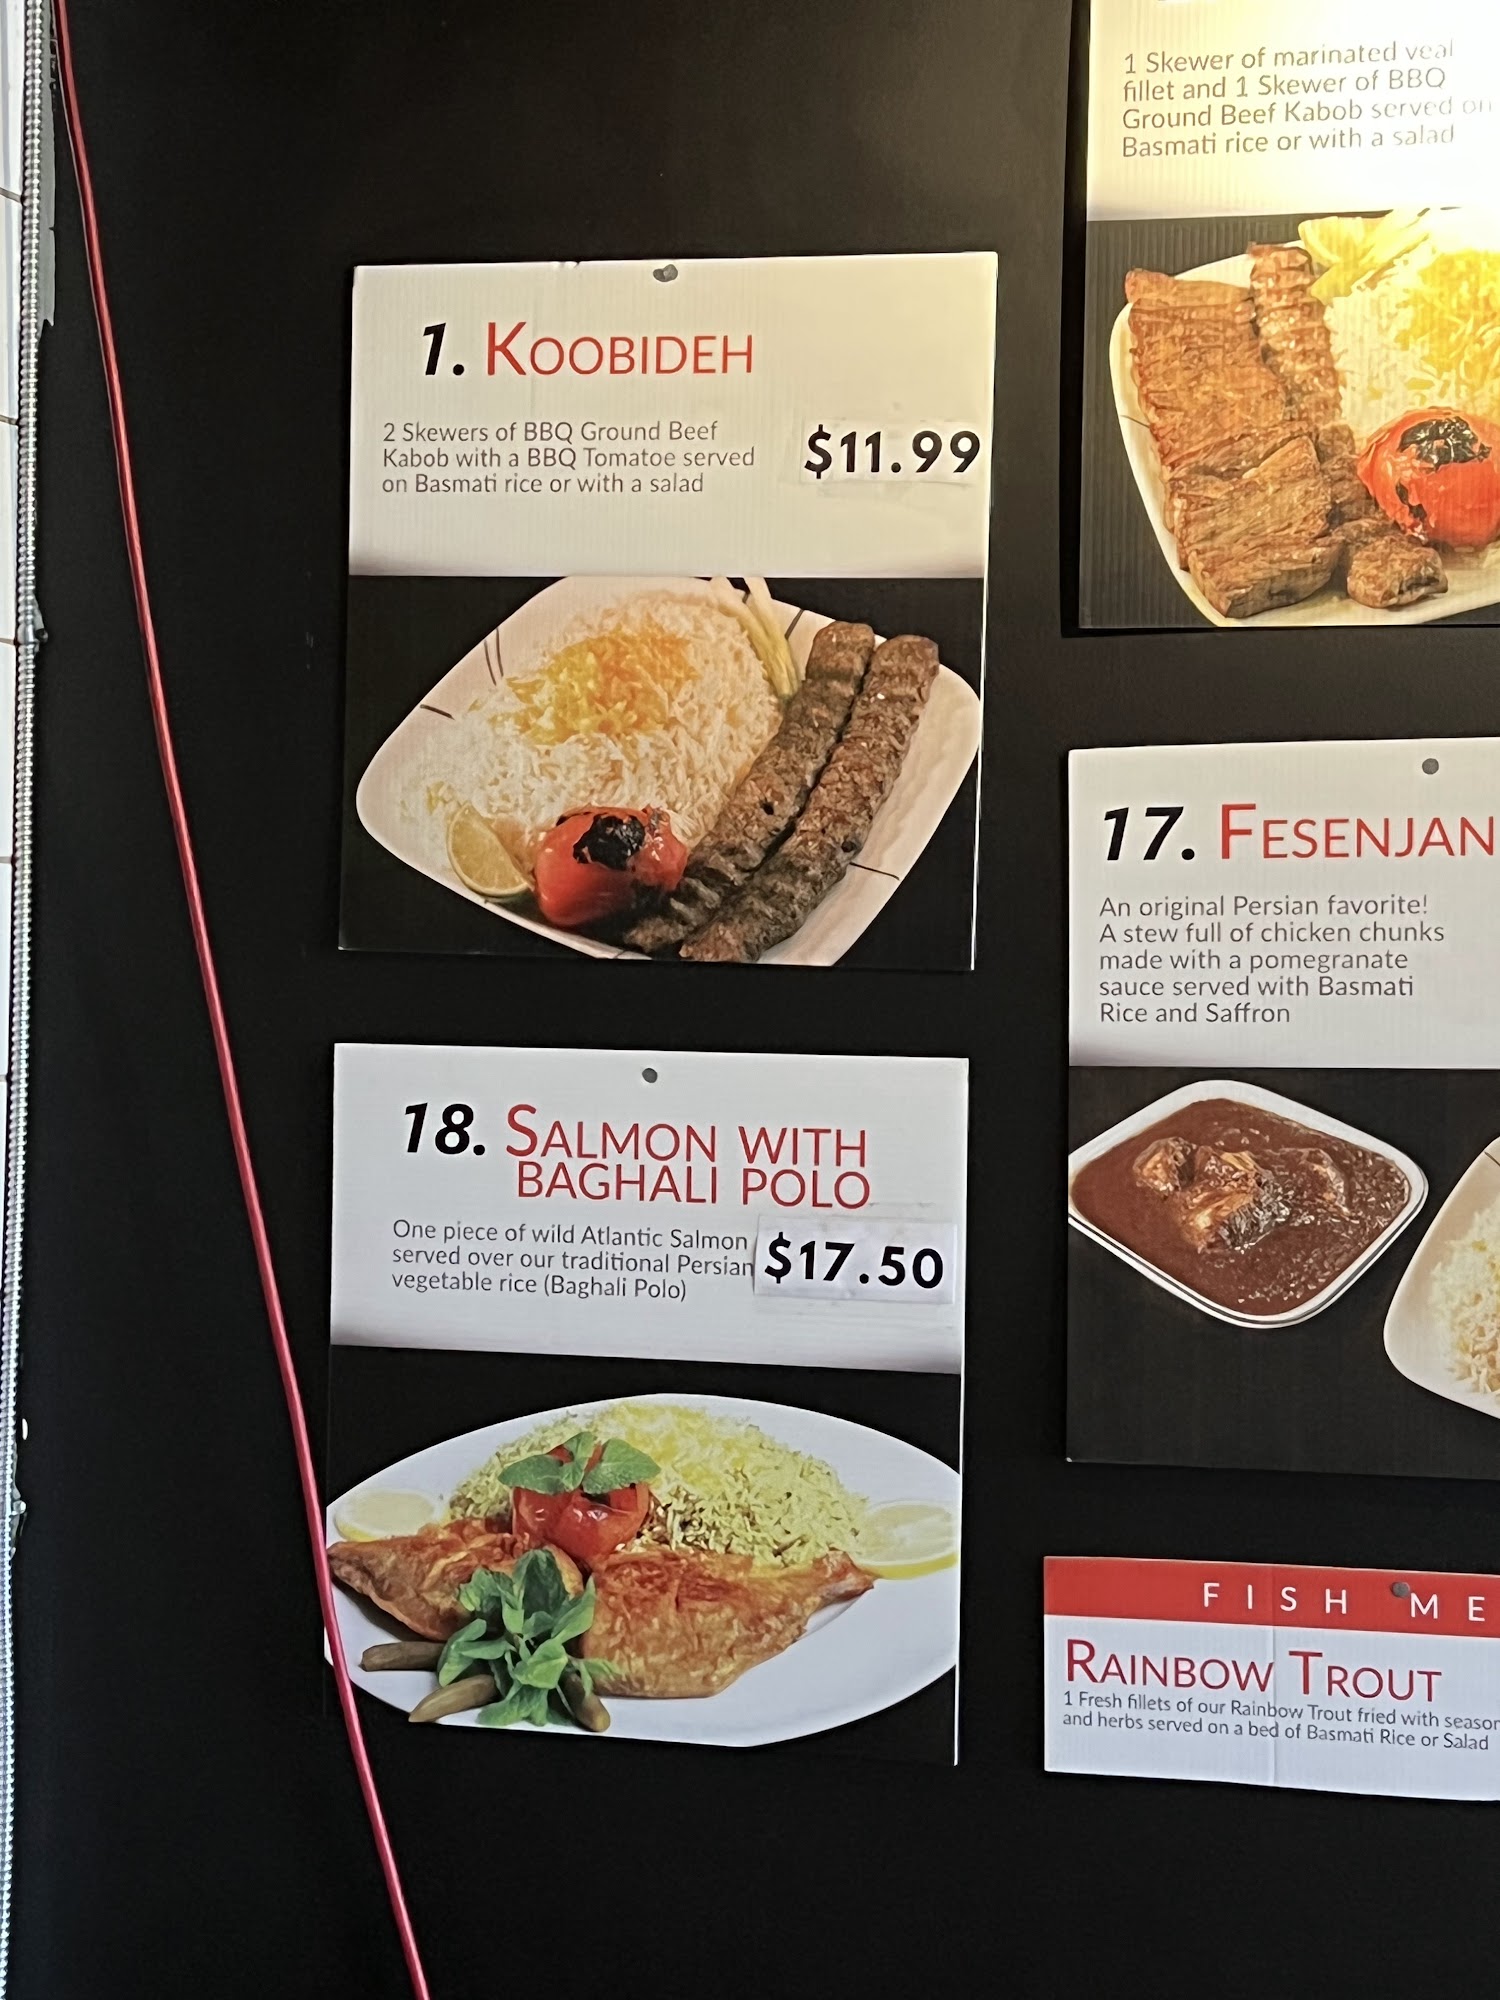 1. KOOBIDEH
2 Skewers of BBQ Ground Beef
Kabob with a BBQ Tomatoe served
on Basmati rice or with a salad
$11.99
1 Skewer of marinated veal
fillet and 1 Skewer of BBQ
Ground Beef Kabob served on
Basmati rice or with a salad
18. SALMON WITH
BAGHALI POLO
One piece of wild Atlantic Salmon
served over our traditional Persian
vegetable rice (Baghali Polo)
$17.50
17. FESENJAN
An original Persian favorite!
A stew full of chicken chunks
made with a pomegranate
sauce served with Basmati
Rice and Saffron
FISH ME
RAINBOW TROUT
1 Fresh fillets of our Rainbow Trout fried with season
and herbs served on a bed of Basmati Rice or Salad